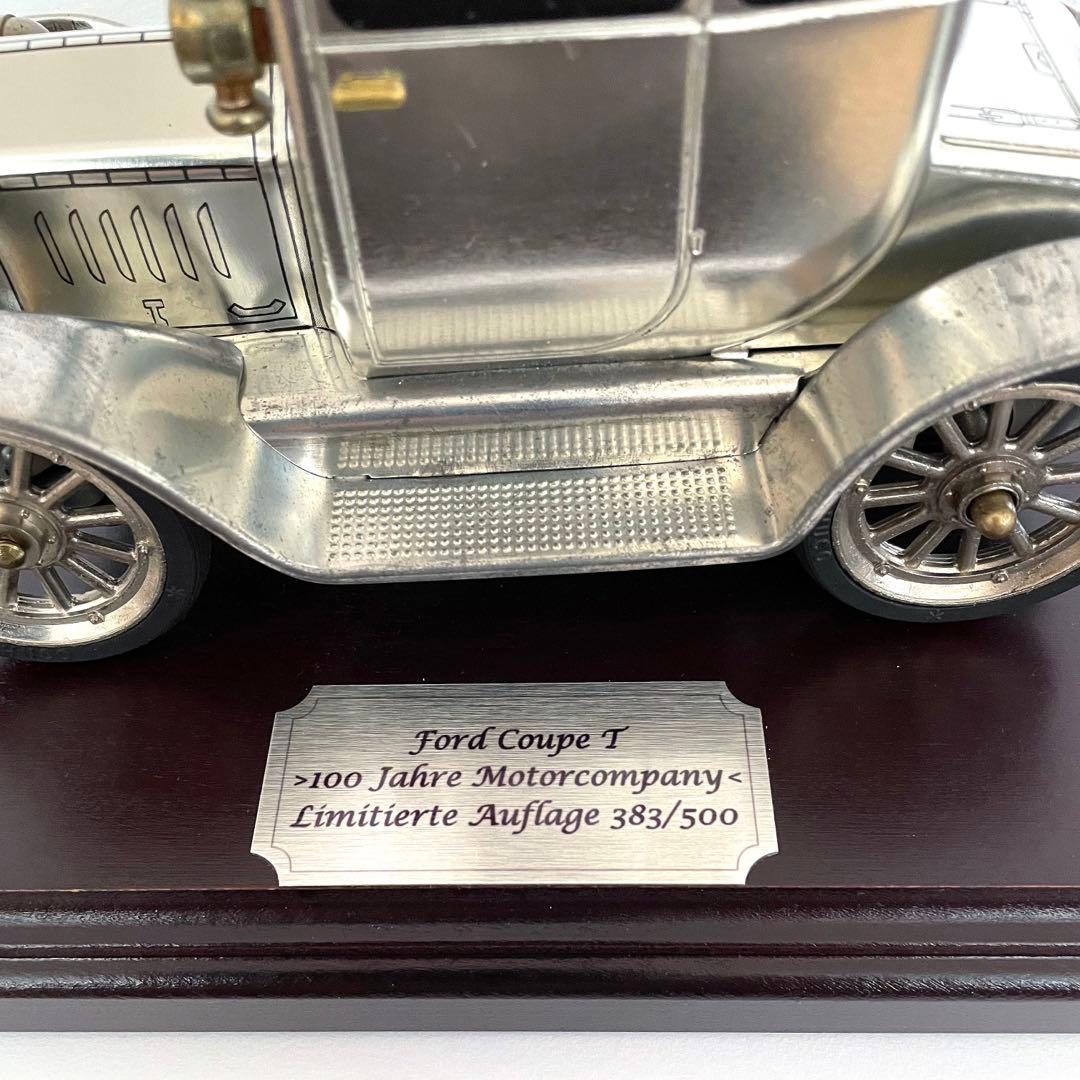 Ford Coupe T
>100 Jahre Motorcompany<
Limitierte Auflage 383/500